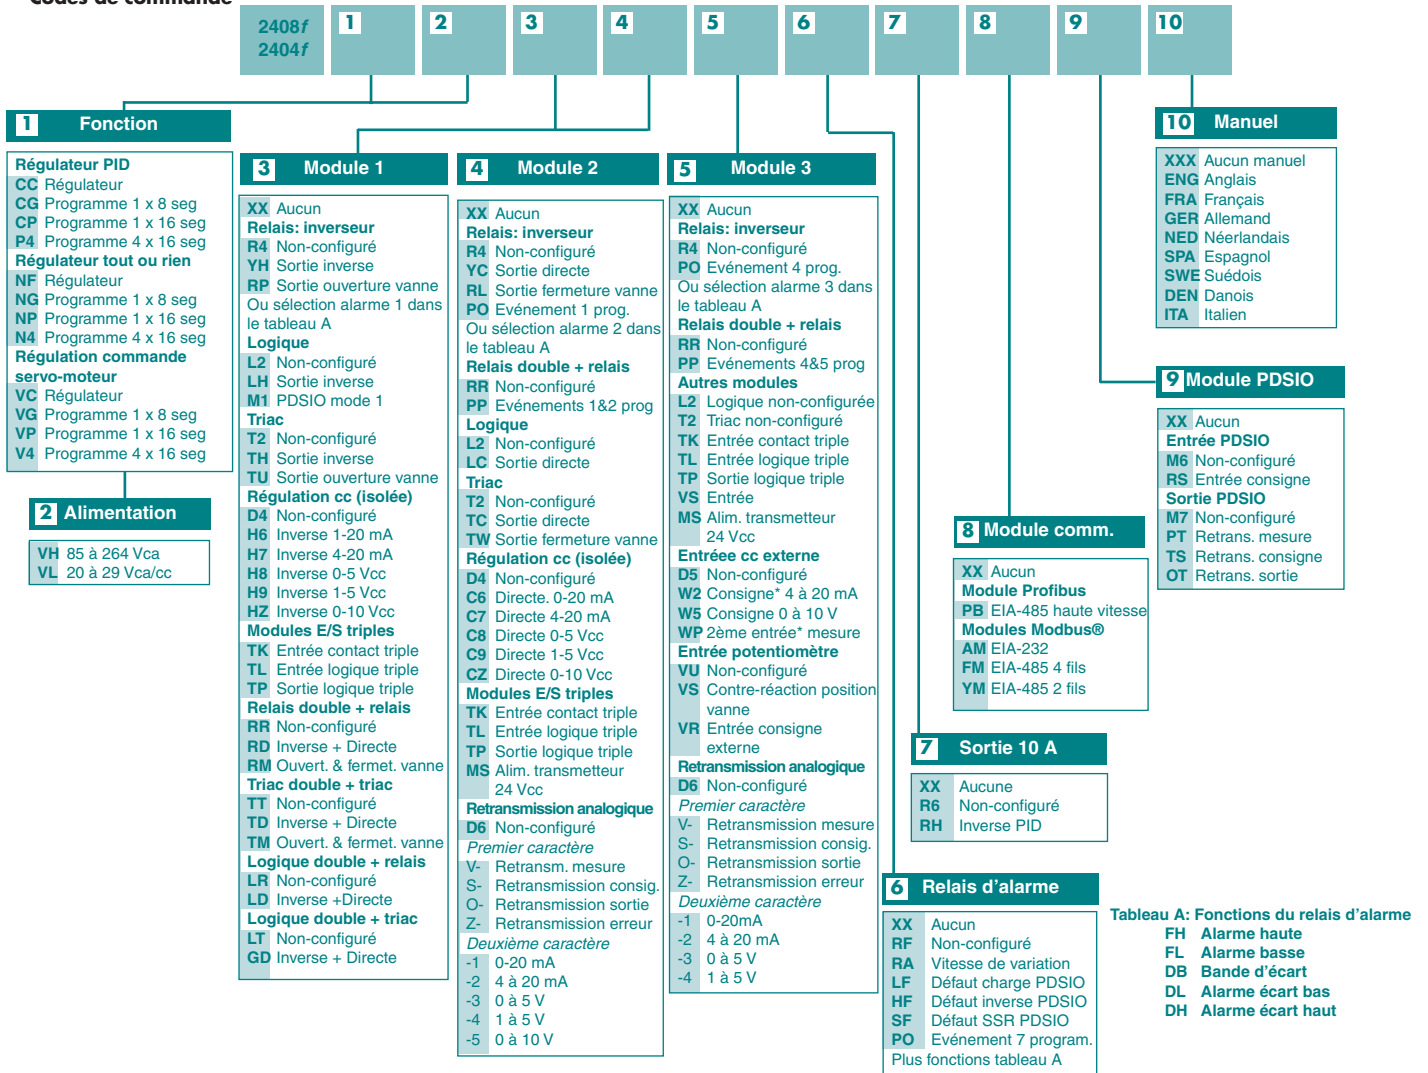 Codes de commande
2408f
2404f
1
2
3
4
5
6
7
8
9
10
1 Fonction
Régulateur PID
CC Régulateur
CG Programme 1 x 8 seg
CP Programme 1 x 16 seg
P4 Programme 4 x 16 seg
Régulateur tout ou rien
NF Régulateur
NG Programme 1 x 8 seg
NP Programme 1 x 16 seg
N4 Programme 4 x 16 seg
Régulation commande
servo-moteur
VC Régulateur
VG Programme 1 x 8 seg
VP Programme 1 x 16 seg
V4 Programme 4 x 16 seg
2 Alimentation
VH 85 à 264 Vca
VL 20 à 29 Vca/cc
3 Module 1
XX Aucun
Relais: inverseur
R4 Non-configuré
YH Sortie inverse
RP Sortie ouverture vanne
Ou sélection alarme 1 dans
le tableau A
Logique
L2 Non-configuré
LH Sortie inverse
M1 PDSIO mode 1
Triac
T2 Non-configuré
TH Sortie inverse
TU Sortie ouverture vanne
Régulation cc (isolée)
D4 Non-configuré
H6 Inverse 1-20 mA
H7 Inverse 4-20 mA
H8 Inverse 0-5 Vcc
H9 Inverse 1-5 Vcc
HZ Inverse 0-10 Vcc
Modules E/S triples
TK Entrée contact triple
TL Entrée logique triple
TP Sortie logique triple
Relais double + relais
RR Non-configuré
RD Inverse + Directe
RM Ouvert. & fermet. vanne
Triac double + triac
TT Non-configuré
TD Inverse + Directe
TM Ouvert. & fermet. vanne
Logique double + relais
LR Non-configuré
LD Inverse +Directe
Logique double + triac
LT Non-configuré
GD Inverse + Directe
4 Module 2
XX Aucun
Relais: inverseur
R4 Non-configuré
YC Sortie directe
RL Sortie fermeture vanne
PO Evénement 1 prog.
Ou sélection alarme 2 dans
le tableau A
Relais double + relais
RR Non-configuré
PP Evénements 1&2 prog
Logique
L2 Non-configuré
LC Sortie directe
Triac
T2 Non-configuré
TC Sortie directe
TW Sortie fermeture vanne
Régulation cc (isolée)
D4 Non-configuré
C6 Directe. 0-20 mA
C7 Directe 4-20 mA
C8 Directe 0-5 Vcc
C9 Directe 1-5 Vcc
CZ Directe 0-10 Vcc
Modules E/S triples
TK Entrée contact triple
TL Entrée logique triple
TP Sortie logique triple
MS Alim. transmetteur
24 Vcc
Retransmission analogique
D6 Non-configuré
Premier caractère
V- Retransm. mesure
S- Retransmission consig.
O- Retransmission sortie
Z- Retransmission erreur
Deuxième caractère
-1 0-20 mA
-2 4 à 20 mA
-3 0 à 5 V
-4 1 à 5 V
-5 0 à 10 V
5 Module 3
XX Aucun
Relais: inverseur
R4 Non-configuré
PO Evénement 4 prog.
Ou sélection alarme 3 dans
le tableau A
Relais double + relais
RR Non-configuré
PP Evénements 4&5 prog
Autres modules
L2 Logique non-configurée
T2 Triac non-configuré
TK Entrée contact triple
TL Entrée logique triple
TP Sortie logique triple
VS Entrée
MS Alim. transmetteur
24 Vcc
Entréee cc externe
D5 Non-configuré
W2 Consigne* 4 à 20 mA
W5 Consigne 0 à 10 V
WP 2ème entrée* mesure
Entrée potentiomètre
VU Non-configuré
VS Contre-réaction position
vanne
VR Entrée consigne
externe
Retransmission analogique
D6 Non-configuré
Premier caractère
V- Retransmission mesure
S- Retransmission consig.
O- Retransmission sortie
Z- Retransmission erreur
Deuxième caractère
-1 0-20mA
-2 4 à 20 mA
-3 0 à 5 V
-4 1 à 5 V
6 Relais d'alarme
XX Aucun
RF Non-configuré
RA Vitesse de variation
LF Défaut charge PDSIO
HF Défaut inverse PDSIO
SF Défaut SSR PDSIO
PO Evénement 7 program.
Plus fonctions tableau A
7 Sortie 10 A
XX Aucune
R6 Non-configuré
RH Inverse PID
8 Module comm.
XX Aucun
Module Profibus
PB EIA-485 haute vitesse
Modules Modbus®
AM EIA-232
FM EIA-485 4 fils
YM EIA-485 2 fils
9 Module PDSIO
XX Aucun
Entrée PDSIO
M6 Non-configuré
RS Entrée consigne
Sortie PDSIO
M7 Non-configuré
PT Retrans. mesure
TS Retrans. consigne
OT Retrans. sortie
10 Manuel
XXX Aucun manuel
ENG Anglais
FRA Français
GER Allemand
NED Néerlandais
SPA Espagnol
SWE Suédois
DEN Danois
ITA Italien
Tableau A: Fonctions du relais d'alarme
FH Alarme haute
FL Alarme basse
DB Bande d'écart
DL Alarme écart bas
DH Alarme écart haut